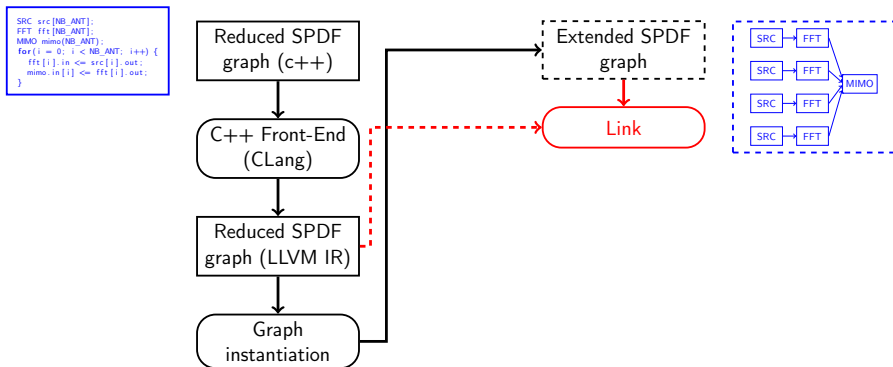 SRC src[NB_ANT];
FFT fft[NB_ANT];
MIMO mimo(NB_ANT);
for(i = 0; i < NB_ANT; i++) {
fft[i].in <= src[i].out;
mimo.in[i] <= fft[i].out;
}
Reduced SPDF
graph (c++)
C++ Front-End
(CLang)
Reduced SPDF
graph (LLVM IR)
Graph
instantiation
Extended SPDF
graph
Link
SRC FFT
SRC FFT
MIMO
SRC FFT
SRC FFT